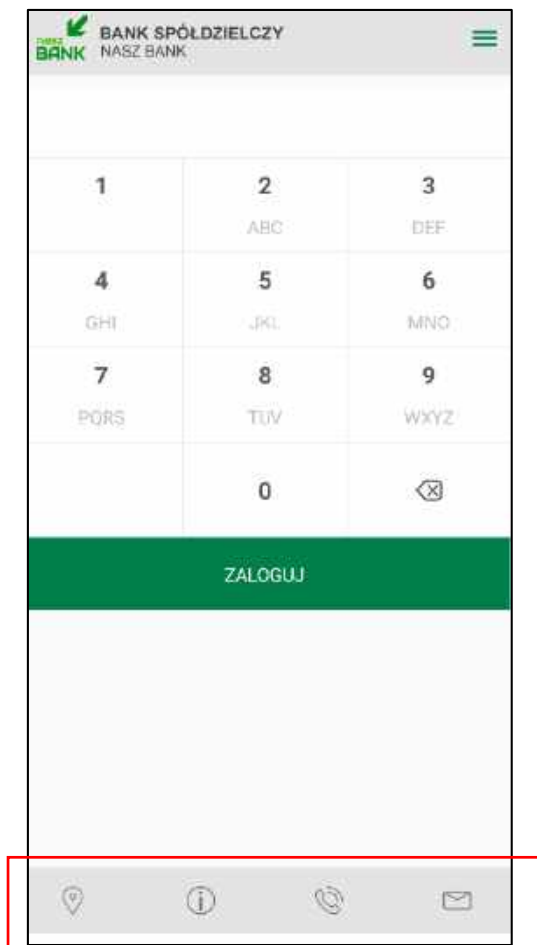 nasz BANK
BANK SPÓŁDZIELCZY
NASZ BANK
1 2 3
ABC DEF
4 5 6
GHI JKL MNO
7 8 9
PQRS TUV WXYZ
0
ZALOGUJ